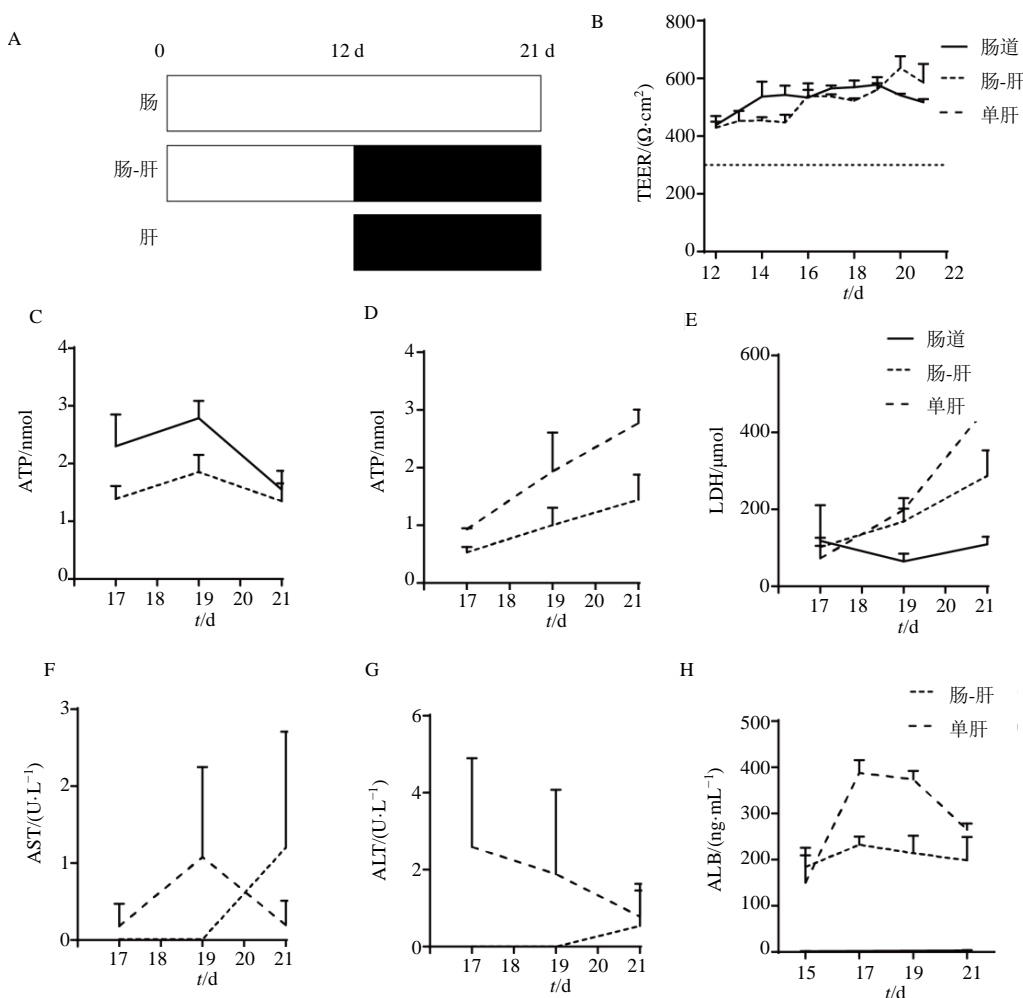 A
0 12 d 21 d
肠
肠-肝
肝
B
800
600
400
200
0
TEER/(Ω·cm²)
12 14 16 18 20 22
t/d
肠道
肠-肝
单肝
C
4
3
2
1
0
ATP/nmol
17 18 19 20 21
t/d
D
4
3
2
1
0
ATP/nmol
17 18 19 20 21
t/d
E
肠道
肠-肝
单肝
600
400
200
0
LDH/μmol
17 18 19 20 21
t/d
F
3
2
1
0
AST/(U·L⁻¹)
17 18 19 20 21
t/d
G
6
4
2
0
ALT/(U·L⁻¹)
17 18 19 20 21
t/d
H
肠-肝
单肝
500
400
300
200
100
0
ALB/(ng·mL⁻¹)
15 17 19 21
t/d